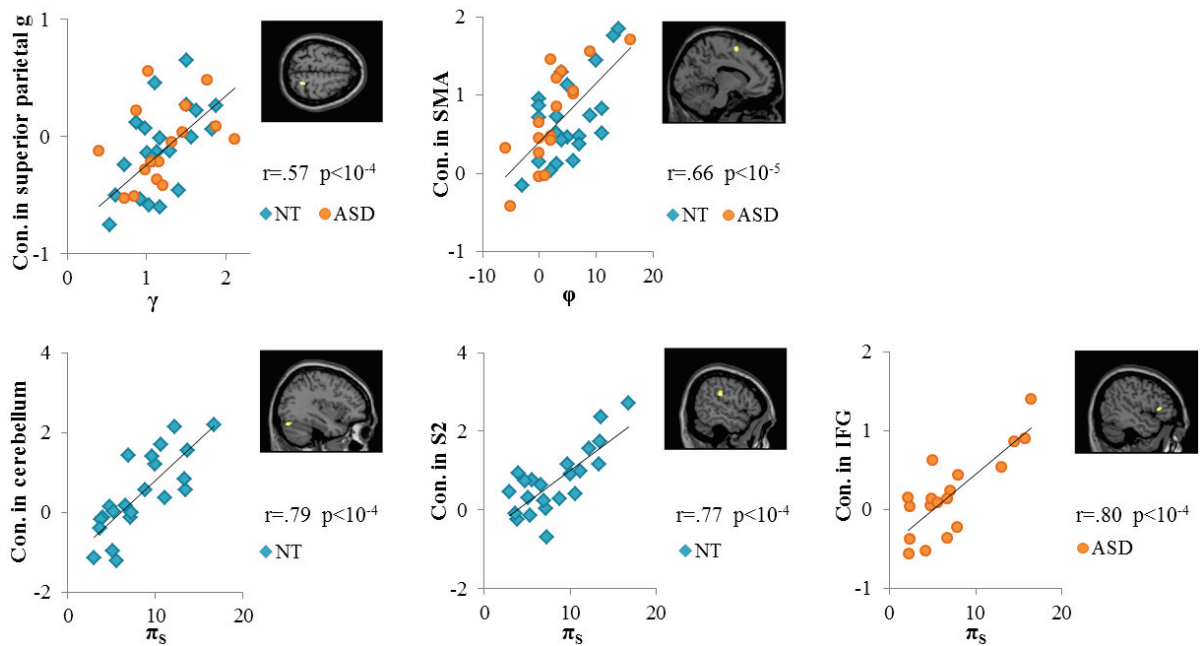 Con. in superior parietal g
1
0
-1
0
1
2
γ
r=.57 p<10⁻⁴
NT ASD
Con. in SMA
2
1
0
-1
-10
0
10
20
φ
r=.66 p<10⁻⁵
NT ASD
Con. in cerebellum
4
2
0
-2
0
10
20
πs
r=.79 p<10⁻⁴
NT
Con. in S2
4
2
0
-2
0
10
20
πs
r=.77 p<10⁻⁴
NT
Con. in IFG
2
1
0
-1
0
10
20
πs
r=.80 p<10⁻⁴
ASD